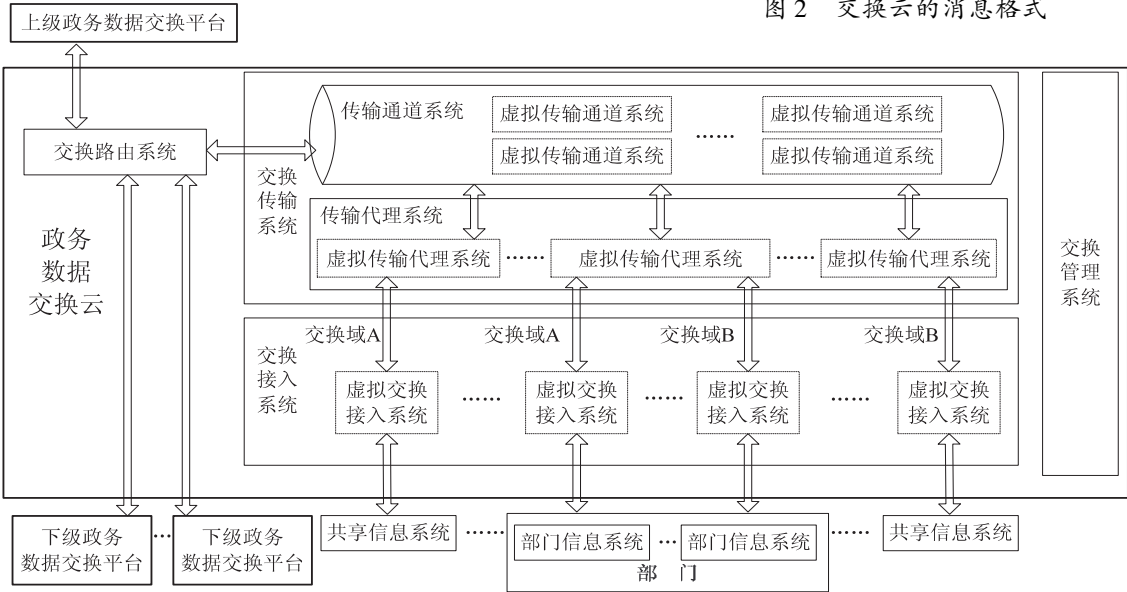 图 2　交换云的消息格式
上级政务数据交换平台
交换路由系统
政务
数据
交换云
交换
传输
系统
传输通道系统
虚拟传输通道系统
……
虚拟传输通道系统
虚拟传输通道系统
虚拟传输通道系统
传输代理系统
虚拟传输代理系统
……
虚拟传输代理系统
……
虚拟传输代理系统
交换
管理
系统
交换
接入
系统
交换域A
交换域A
交换域B
交换域B
虚拟交换
接入系统
……
虚拟交换
接入系统
……
虚拟交换
接入系统
……
虚拟交换
接入系统
下级政务
数据交换平台
…
下级政务
数据交换平台
共享信息系统
……
部门信息系统
…
部门信息系统
部　门
……
共享信息系统